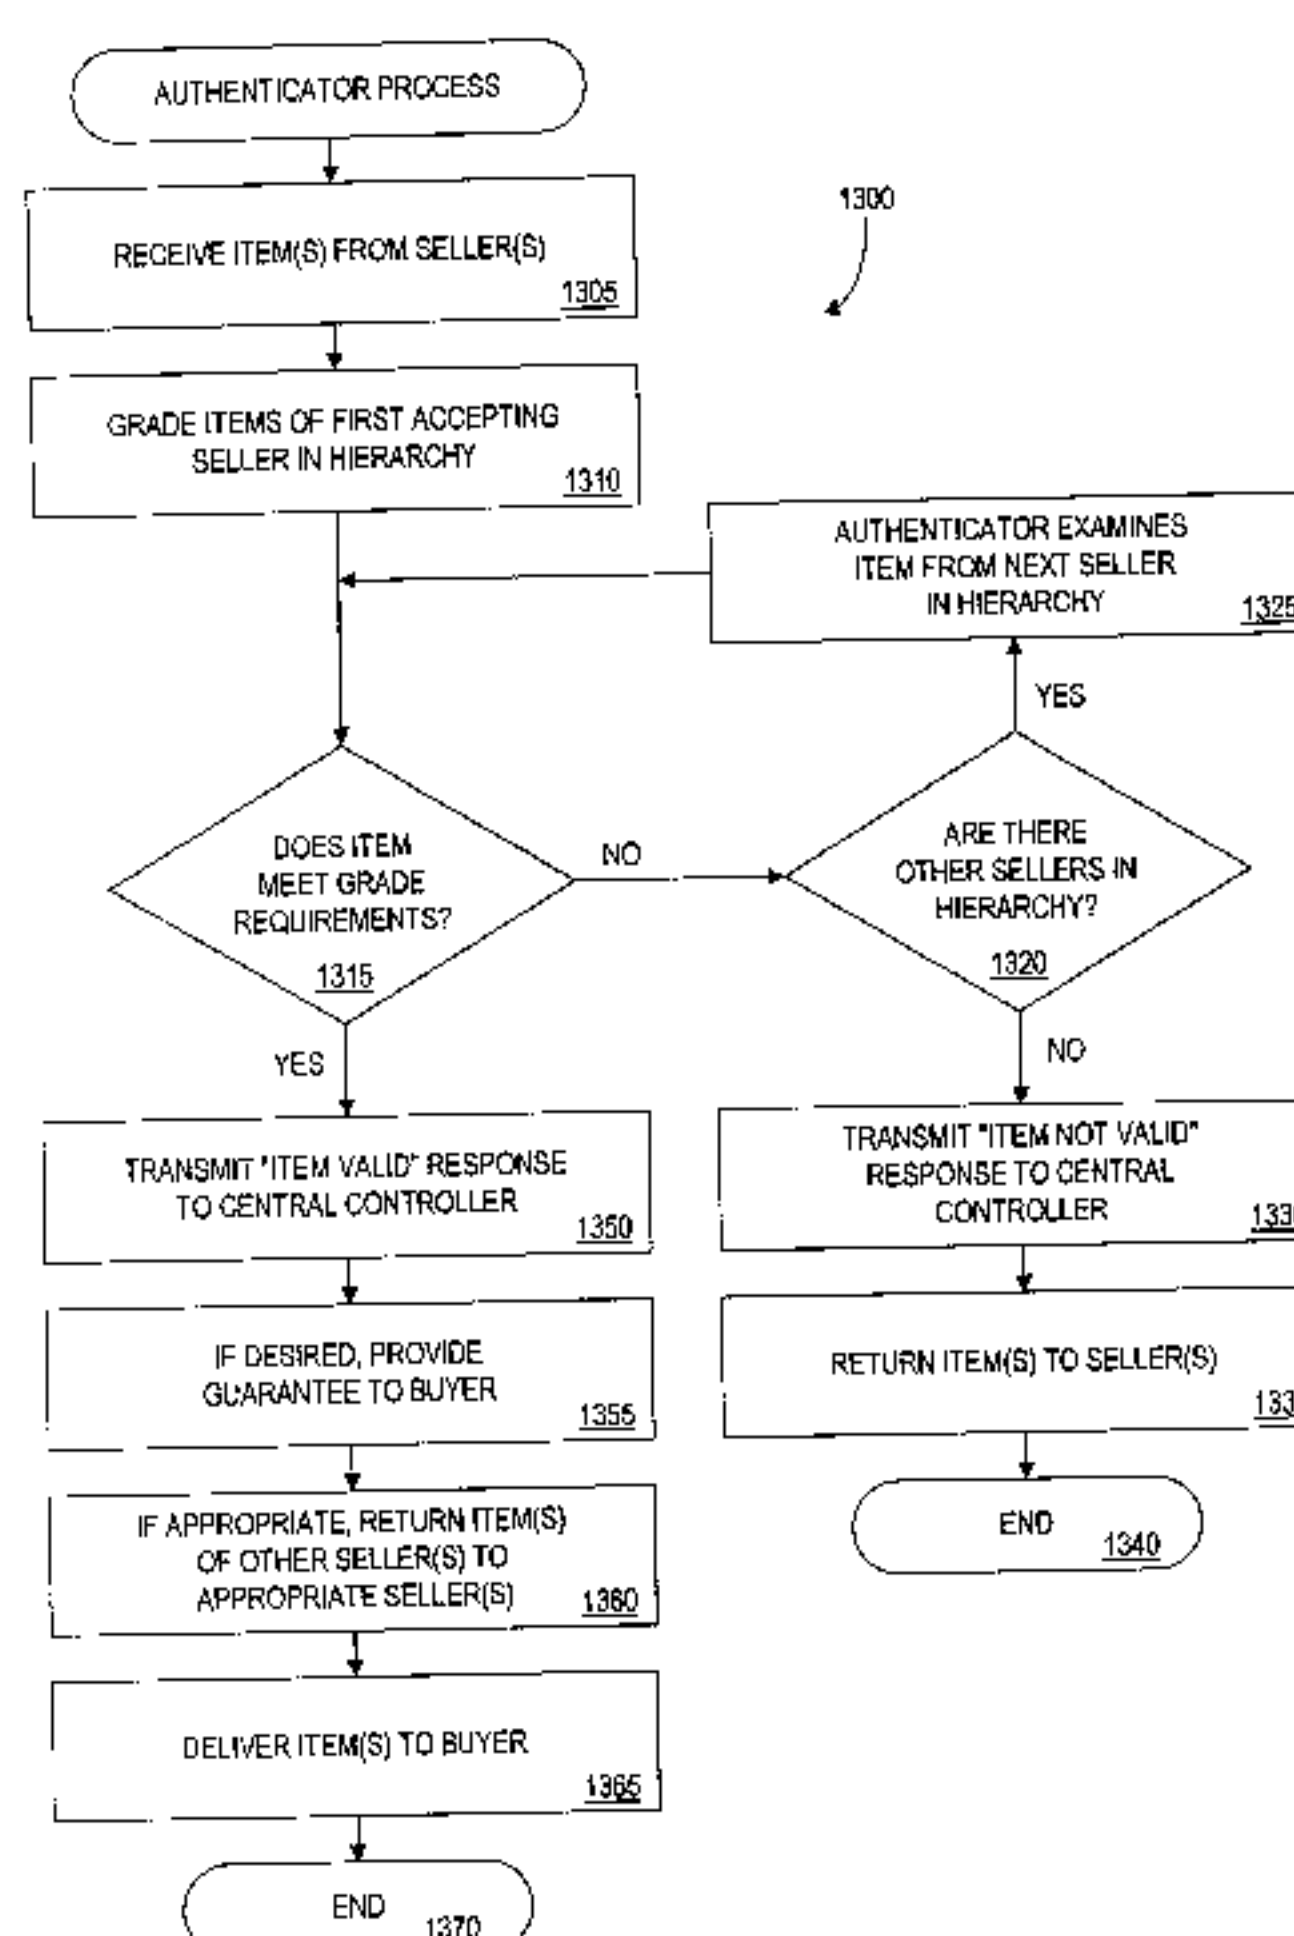 AUTHENTICATOR PROCESS
RECEIVE ITEM(S) FROM SELLER(S)
1305
1300
GRADE ITEMS OF FIRST ACCEPTING
SELLER IN HIERARCHY
1310
AUTHENTICATOR EXAMINES
ITEM FROM NEXT SELLER
IN HIERARCHY
1325
YES
DOES ITEM
MEET GRADE
REQUIREMENTS?
1315
NO
ARE THERE
OTHER SELLERS IN
HIERARCHY?
1320
YES
NO
TRANSMIT "ITEM VALID" RESPONSE
TO CENTRAL CONTROLLER
1350
TRANSMIT "ITEM NOT VALID"
RESPONSE TO CENTRAL
CONTROLLER
IF DESIRED, PROVIDE
GUARANTEE TO BUYER
1355
RETURN ITEM(S) TO SELLER(S)
IF APPROPRIATE, RETURN ITEM(S)
OF OTHER SELLER(S) TO
APPROPRIATE SELLER(S)
1360
END
1340
DELIVER ITEM(S) TO BUYER
1365
END
1370